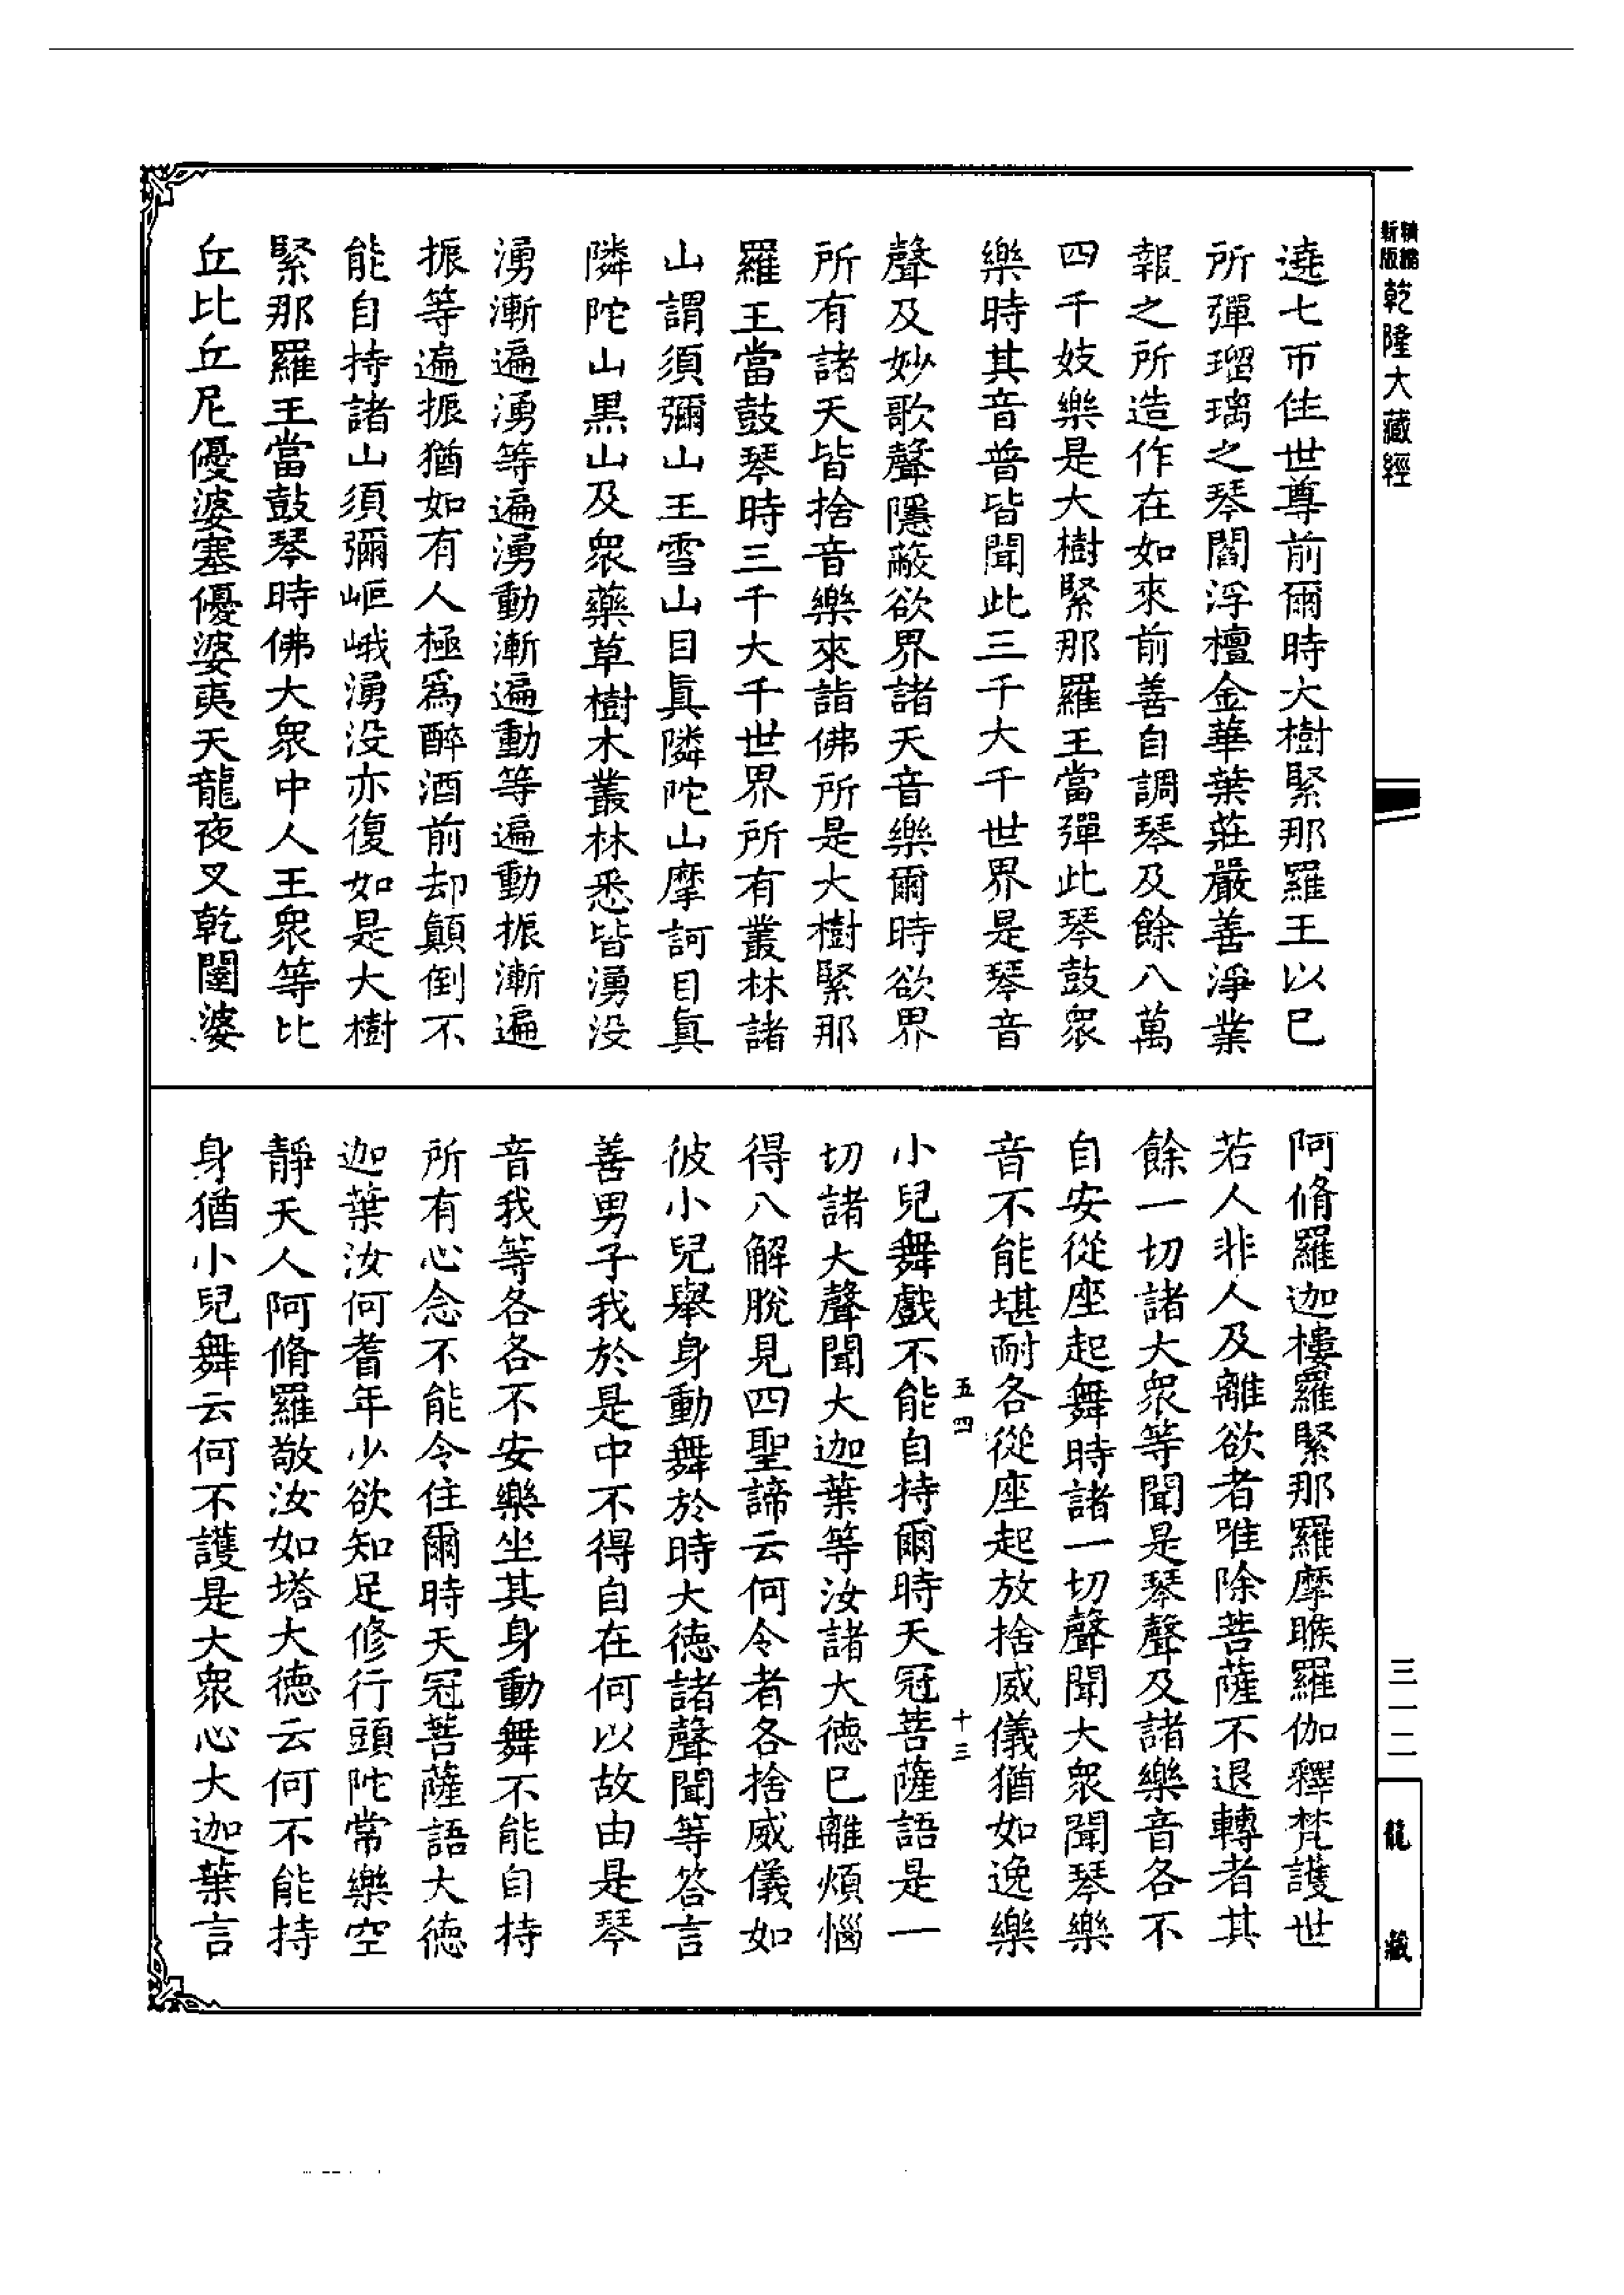 新版
精縮
乾隆大藏經
遶七帀住世尊前爾時大樹緊那羅王以巳
所彈瑠璃之琴閻浮檀金華葉莊嚴善淨業
報之所造作在如來前善自調琴及餘八萬
四千妓樂是大樹緊那羅王當彈此琴鼓衆
樂時其音普皆聞此三千大千世界是琴音
聲及妙歌聲隱蔽欲界諸天音樂爾時欲界
所有諸天皆捨音樂來詣佛所是大樹緊那
羅王當鼓琴時三千大千世界所有叢林諸
山謂須彌山王雪山目眞隣陀山摩訶目眞
隣陀山黑山及衆藥草樹木叢林悉皆湧没
湧漸遍湧等遍湧動漸遍動等遍動振漸遍
振等遍振猶如有人極爲醉酒前却顛倒不
能自持諸山須彌岠峨湧没亦復如是大樹
緊那羅王當鼓琴時佛大衆中人王衆等比
丘比丘尼優婆塞優婆夷天龍夜叉乾闥婆
阿脩羅迦樓羅緊那羅摩睺羅伽釋梵護世
若人非人及離欲者唯除菩薩不退轉者其
餘一切諸大衆等聞是琴聲及諸樂音各不
自安從座起舞時諸一切聲聞大衆聞琴樂
音不能堪耐各從座起放捨威儀猶如逸樂
五四
十三
小兒舞戲不能自持爾時天冠菩薩語是一
切諸大聲聞大迦葉等汝諸大德巳離煩惱
得八解脫見四聖諦云何令者各捨威儀如
彼小兒舉身動舞於時大德諸聲聞等答言
善男子我於是中不得自在何以故由是琴
音我等各各不安樂坐其身動舞不能自持
所有心念不能令住爾時天冠菩薩語大德
迦葉汝何耆年少欲知足修行頭陀常樂空
靜天人阿脩羅敬汝如塔大德云何不能持
身猶小兒舞云何不護是大衆心大迦葉言
三一二
龍藏